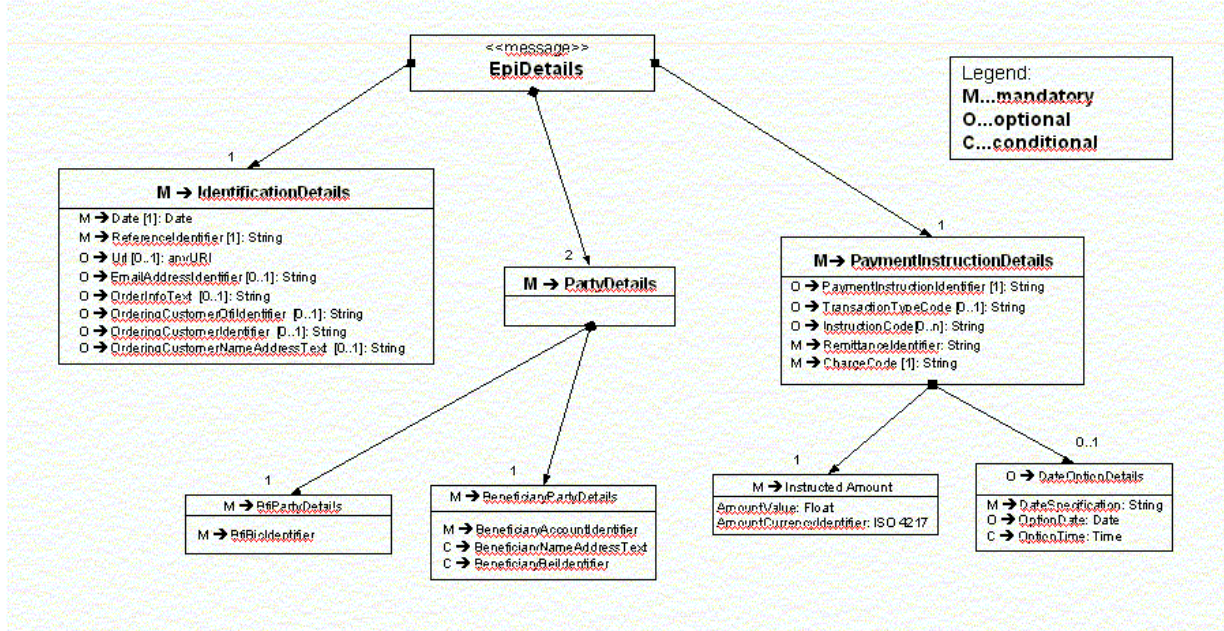 <<message>>
EpiDetails
Legend:
M...mandatory
O...optional
C...conditional
1
M → IdentificationDetails
M → Date [1]: Date
M → ReferenceIdentifier [1]: String
O → Url [0..1]: anyURI
O → EmailAddressIdentifier [0..1]: String
O → OrderInfoText [0..1]: String
O → OrderingCustomerOfiIdentifier [0..1]: String
O → OrderingCustomerIdentifier [0..1]: String
O → OrderingCustomerNameAddressText [0..1]: String
2
M → PartyDetails
1
M → PaymentInstructionDetails
O → PaymentInstructionIdentifier [1]: String
O → TransactionTypeCode [0..1]: String
O → InstructionCode[0..n]: String
M → RemittanceIdentifier: String
M → ChargeCode [1]: String
1
M → BfiPartyDetails
M → BfiBicIdentifier
1
M → BeneficiaryPartyDetails
M → BeneficiaryAccountIdentifier
C → BeneficiaryNameAddressText
C → BeneficiaryBeiIdentifier
1
M → Instructed Amount
AmountValue: Float
AmountCurrencyIdentifier: ISO 4217
0..1
O → DateOptionDetails
M → DateSpecification: String
O → OptionDate: Date
C → OptionTime: Time